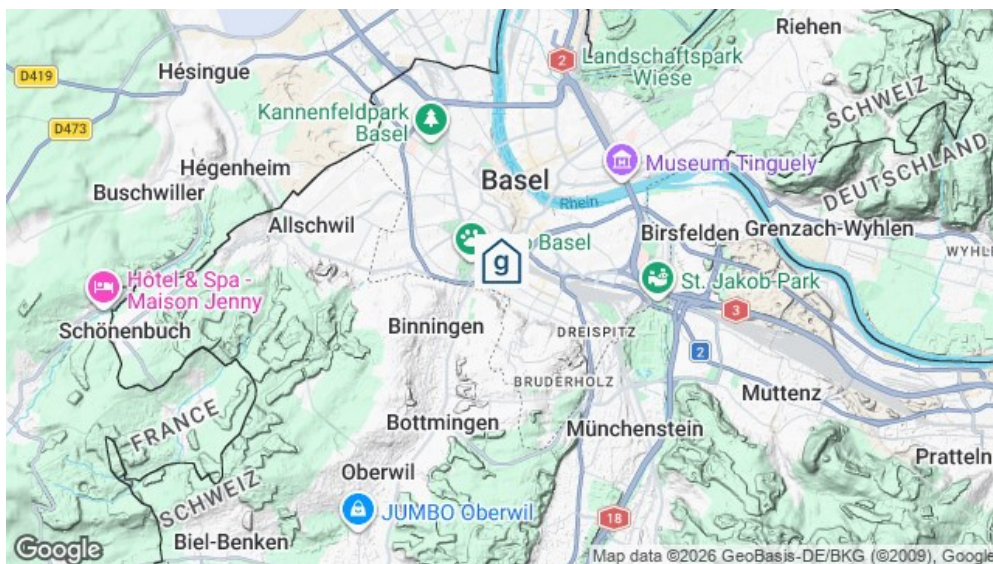 Riehen
D419
Hésingue
2
Landschaftspark
Wiese
Kannenfeldpark
Basel
SCHWEIZ
D473
Hégenheim
Basel
Museum Tinguely
DEUTSCHLAND
Buschwiller
Rhein
Allschwil
Birsfelden
Grenzach-Wyhlen
Basel
g
WYHLE
Hôtel & Spa -
Maison Jenny
St. Jakob-Park
3
Schönenbuch
Binningen
DREISPITZ
2
BRUDERHOLZ
Muttenz
FRANCE
Bottmingen
Münchenstein
Pratteln
Oberwil
SCHWEIZ
JUMBO Oberwil
18
Biel-Benken
Google
Map data ©2026 GeoBasis-DE/BKG (©2009), Google